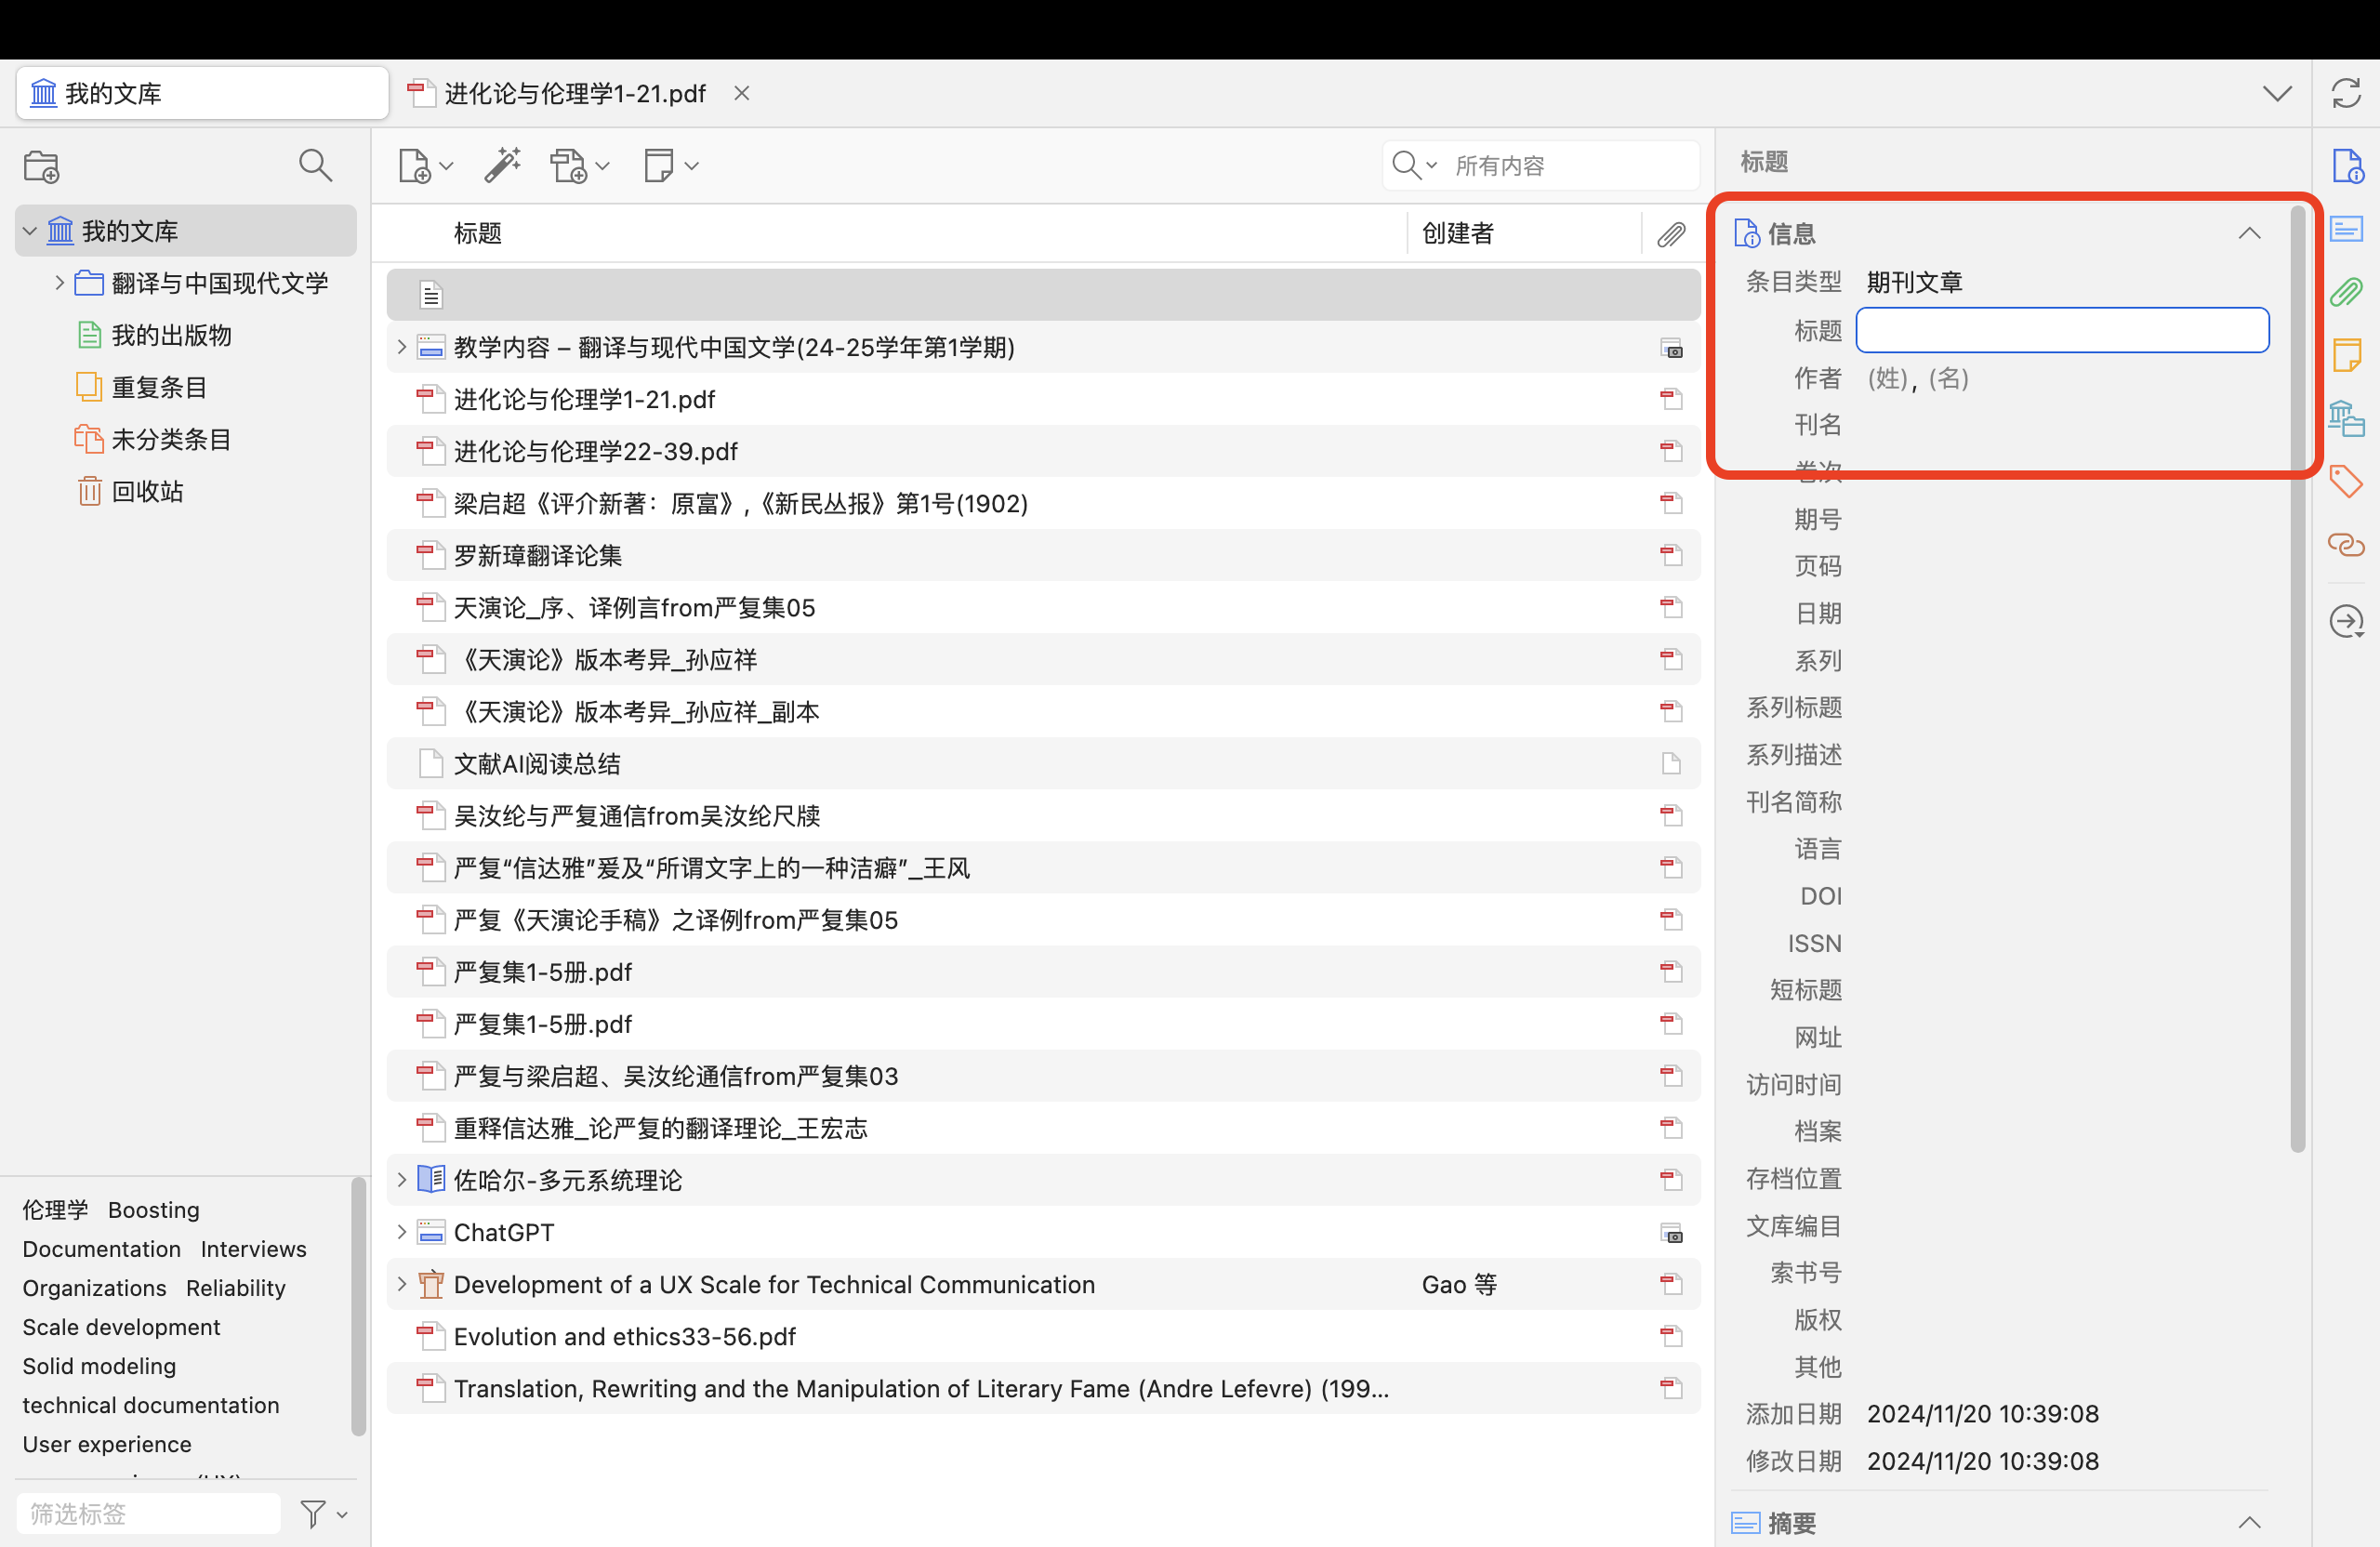 我的文库
进化论与伦理学1-21.pdf
所有内容
我的文库
翻译与中国现代文学
我的出版物
重复条目
未分类条目
回收站
伦理学 Boosting
Documentation Interviews
Organizations Reliability
Scale development
Solid modeling
technical documentation
User experience
筛选标签
标题 创建者
教学内容 – 翻译与现代中国文学(24-25学年第1学期)
进化论与伦理学1-21.pdf
进化论与伦理学22-39.pdf
梁启超《评介新著：原富》,《新民丛报》第1号(1902)
罗新璋翻译论集
天演论_序、译例言from严复集05
《天演论》版本考异_孙应祥
《天演论》版本考异_孙应祥_副本
文献AI阅读总结
吴汝纶与严复通信from吴汝纶尺牍
严复“信达雅”爰及“所谓文字上的一种洁癖”_王风
严复《天演论手稿》之译例from严复集05
严复集1-5册.pdf
严复集1-5册.pdf
严复与梁启超、吴汝纶通信from严复集03
重释信达雅_论严复的翻译理论_王宏志
佐哈尔-多元系统理论
ChatGPT
Development of a UX Scale for Technical Communication Gao 等
Evolution and ethics33-56.pdf
Translation, Rewriting and the Manipulation of Literary Fame (Andre Lefevre) (199...
标题
信息
条目类型 期刊文章
标题
作者 (姓), (名)
刊名
卷次
期号
页码
日期
系列
系列标题
系列描述
刊名简称
语言
DOI
ISSN
短标题
网址
访问时间
档案
存档位置
文库编目
索书号
版权
其他
添加日期 2024/11/20 10:39:08
修改日期 2024/11/20 10:39:08
摘要